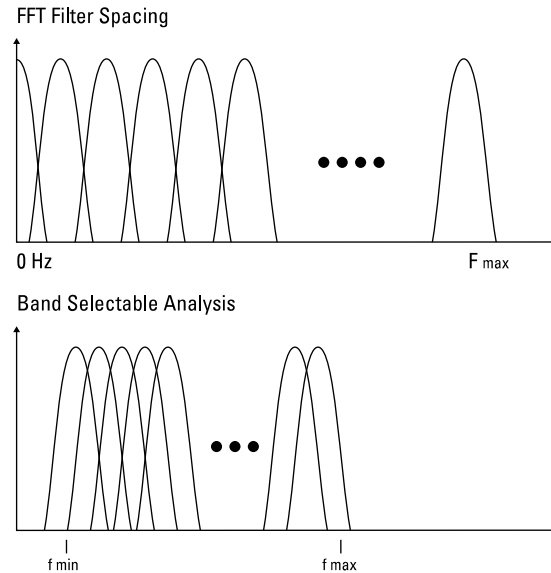 FFT Filter Spacing
0 Hz
F max
Band Selectable Analysis
f min
f max